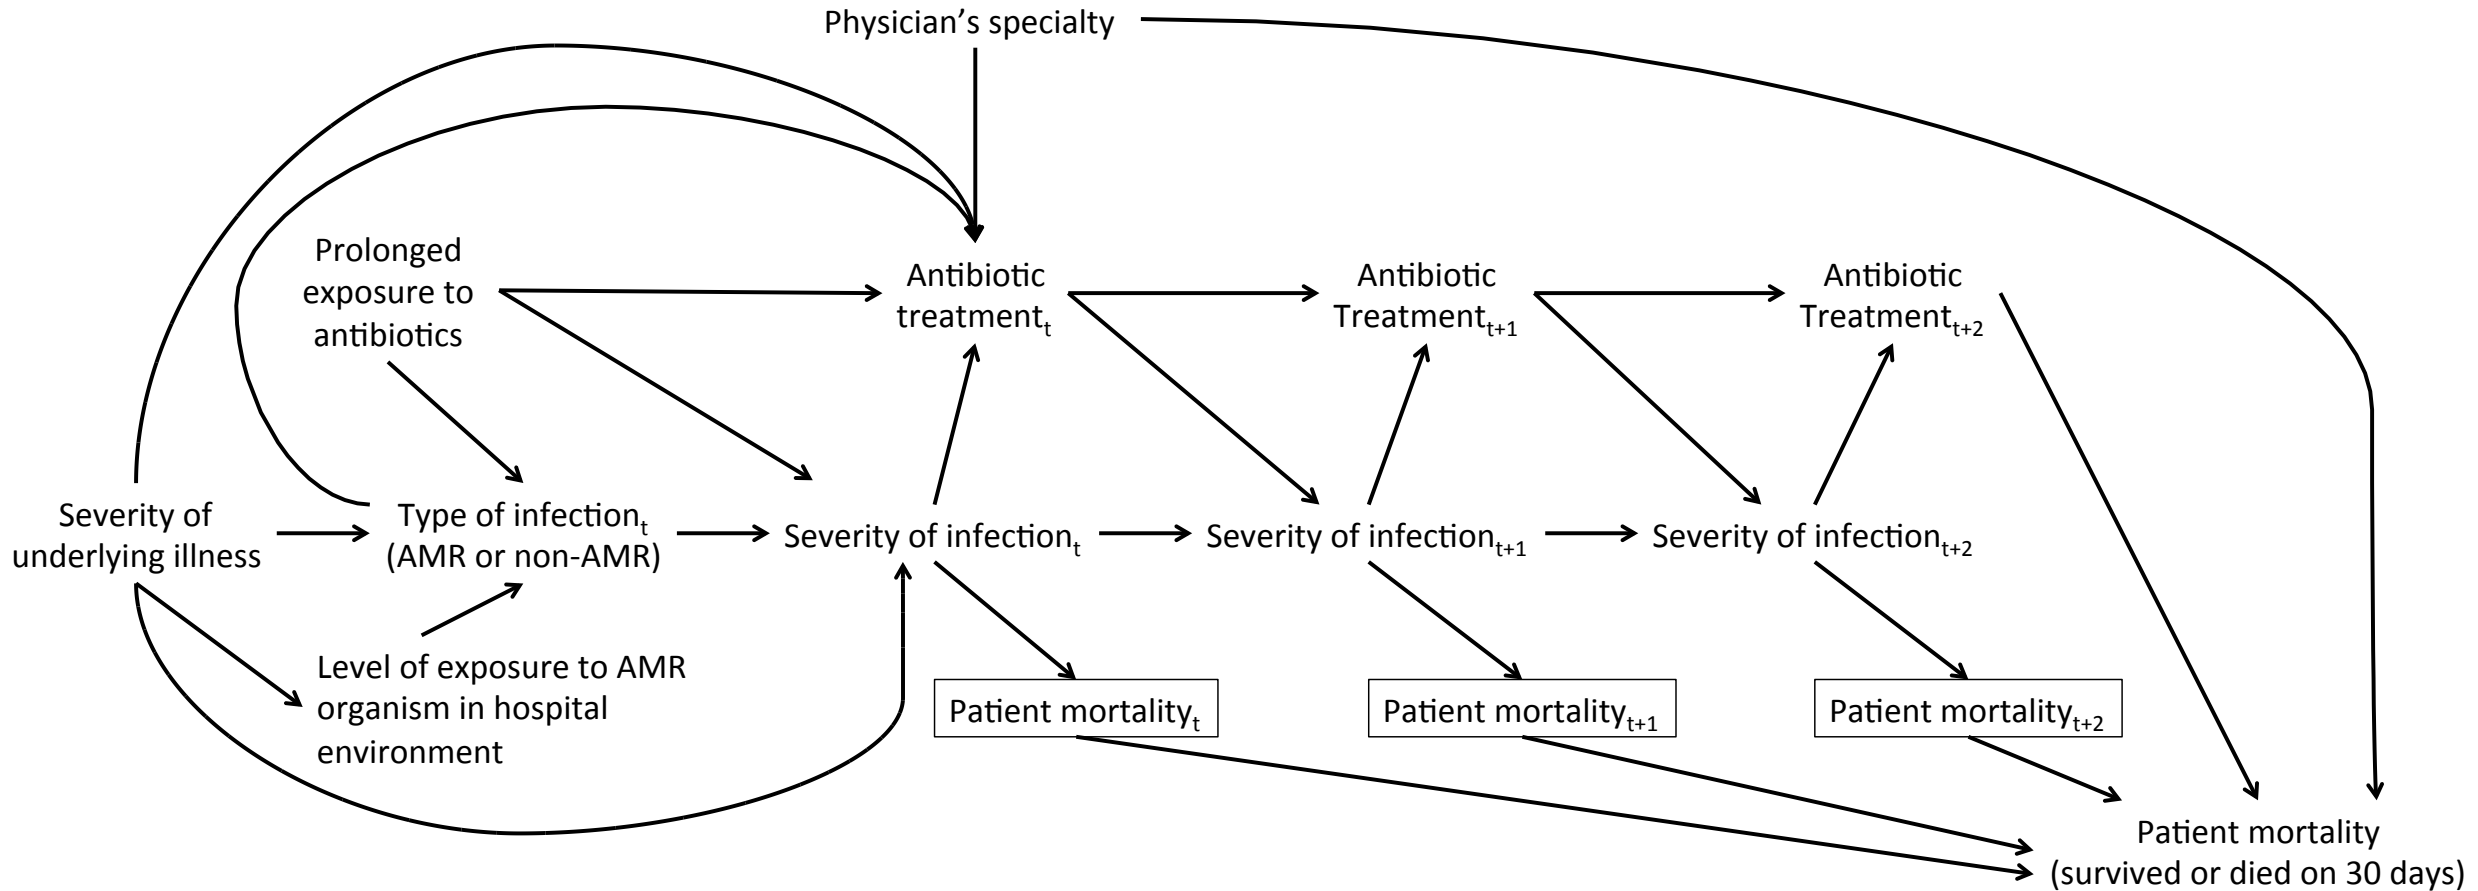 Physician’s specialty
Prolonged
exposure to
antibiotics
Antibiotic
treatmentt
Antibiotic
Treatmentt+1
Antibiotic
Treatmentt+2
Severity of
underlying illness
Type of infectiont
(AMR or non-AMR)
Severity of infectiont
Severity of infectiont+1
Severity of infectiont+2
Level of exposure to AMR
organism in hospital
environment
Patient mortalityt
Patient mortalityt+1
Patient mortalityt+2
Patient mortality
(survived or died on 30 days)